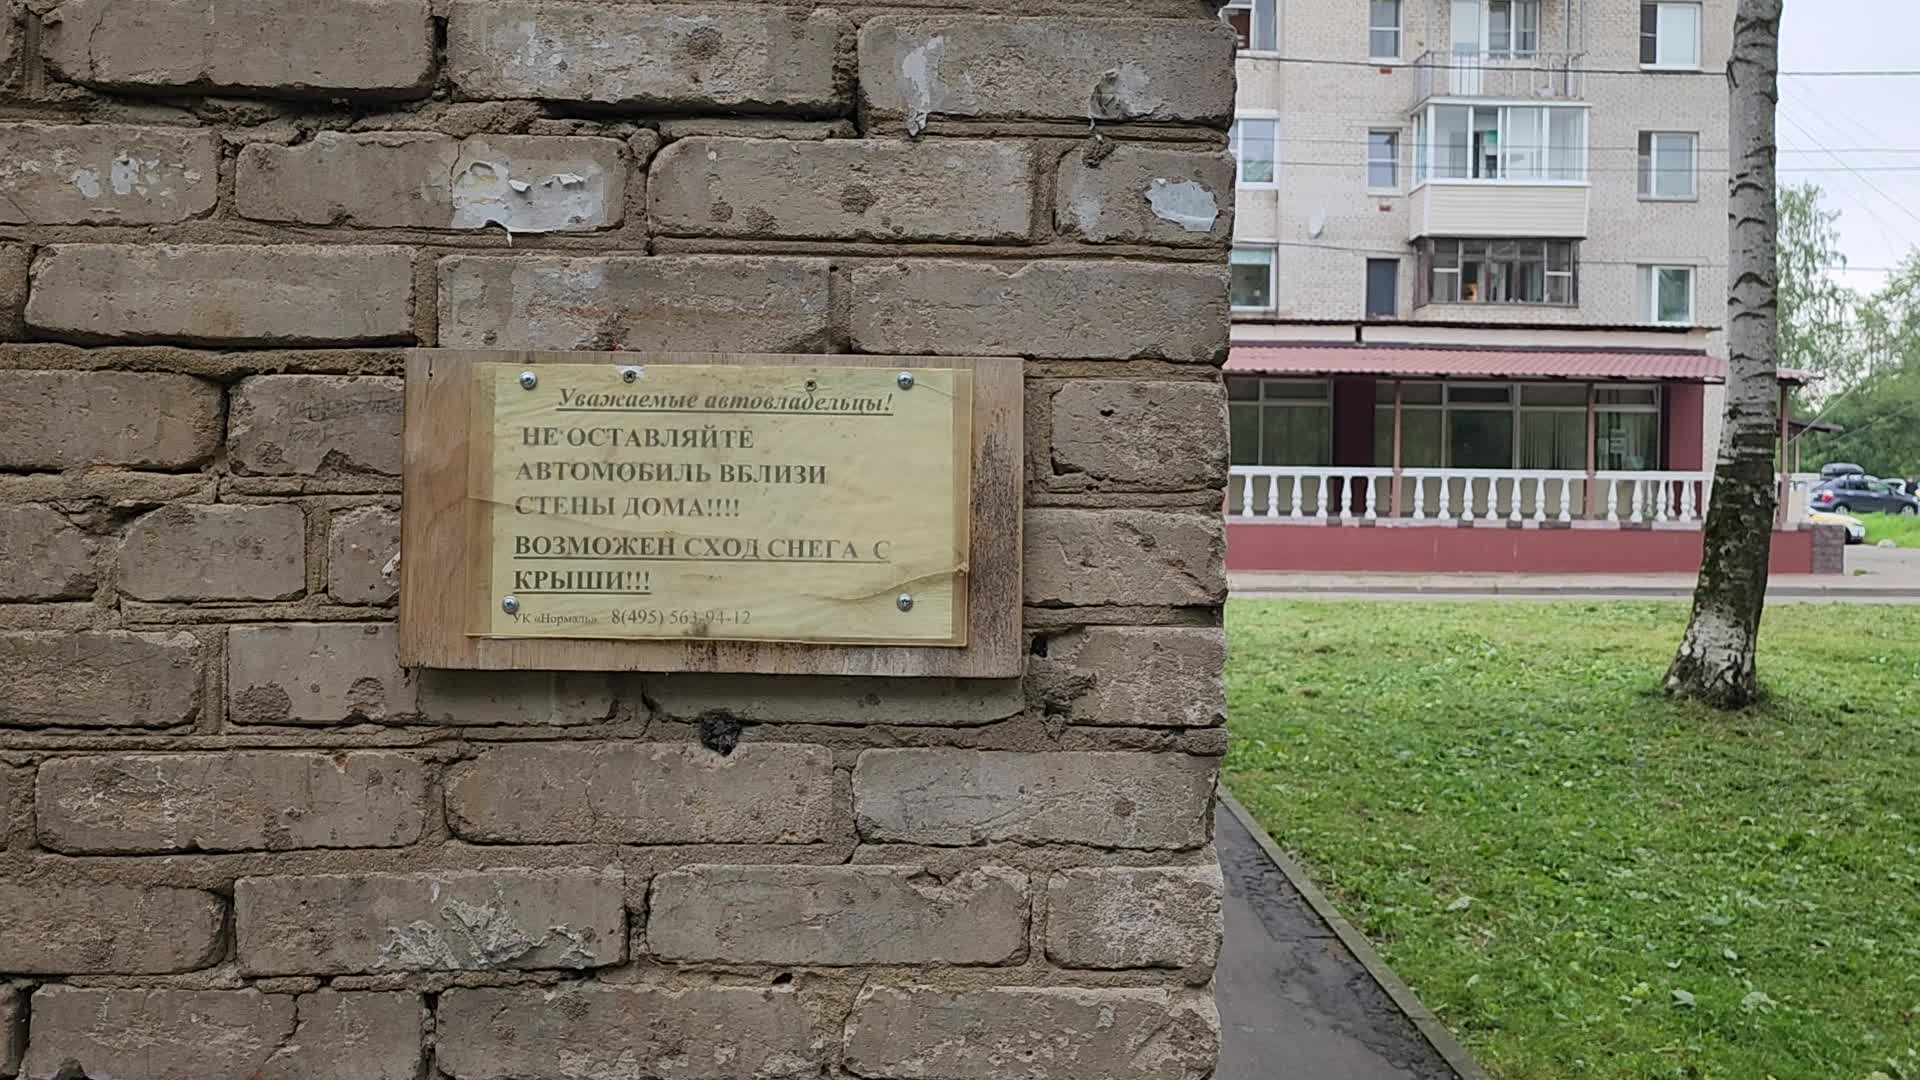 Уважаемые автовладельцы!
НЕ ОСТАВЛЯЙТЕ
АВТОМОБИЛЬ ВБЛИЗИ
СТЕНЫ ДОМА!!!!
ВОЗМОЖЕН СХОД СНЕГА С
КРЫШИ!!!
УК «Нормаль» 8(495) 563-94-12